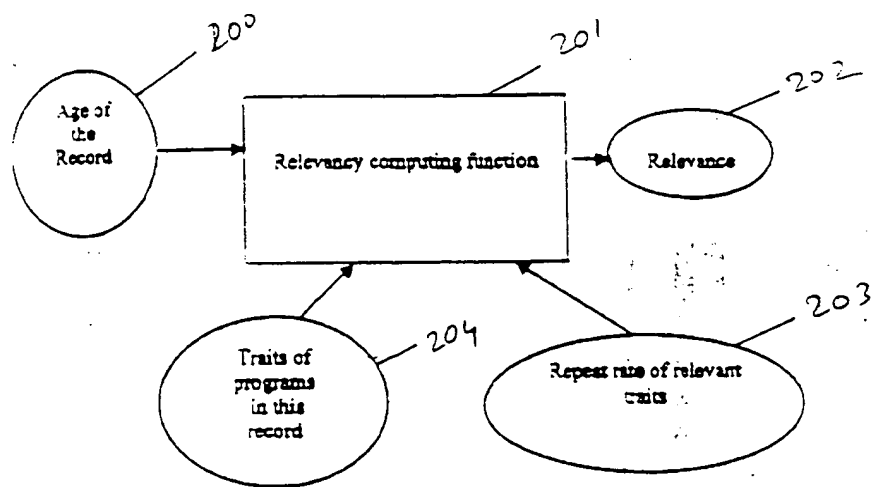 200
201
202
Age of
the
Record
Relevancy computing function
Relevance
203
204
Traits of
programs
in this
record
Repeat rate of relevant
traits